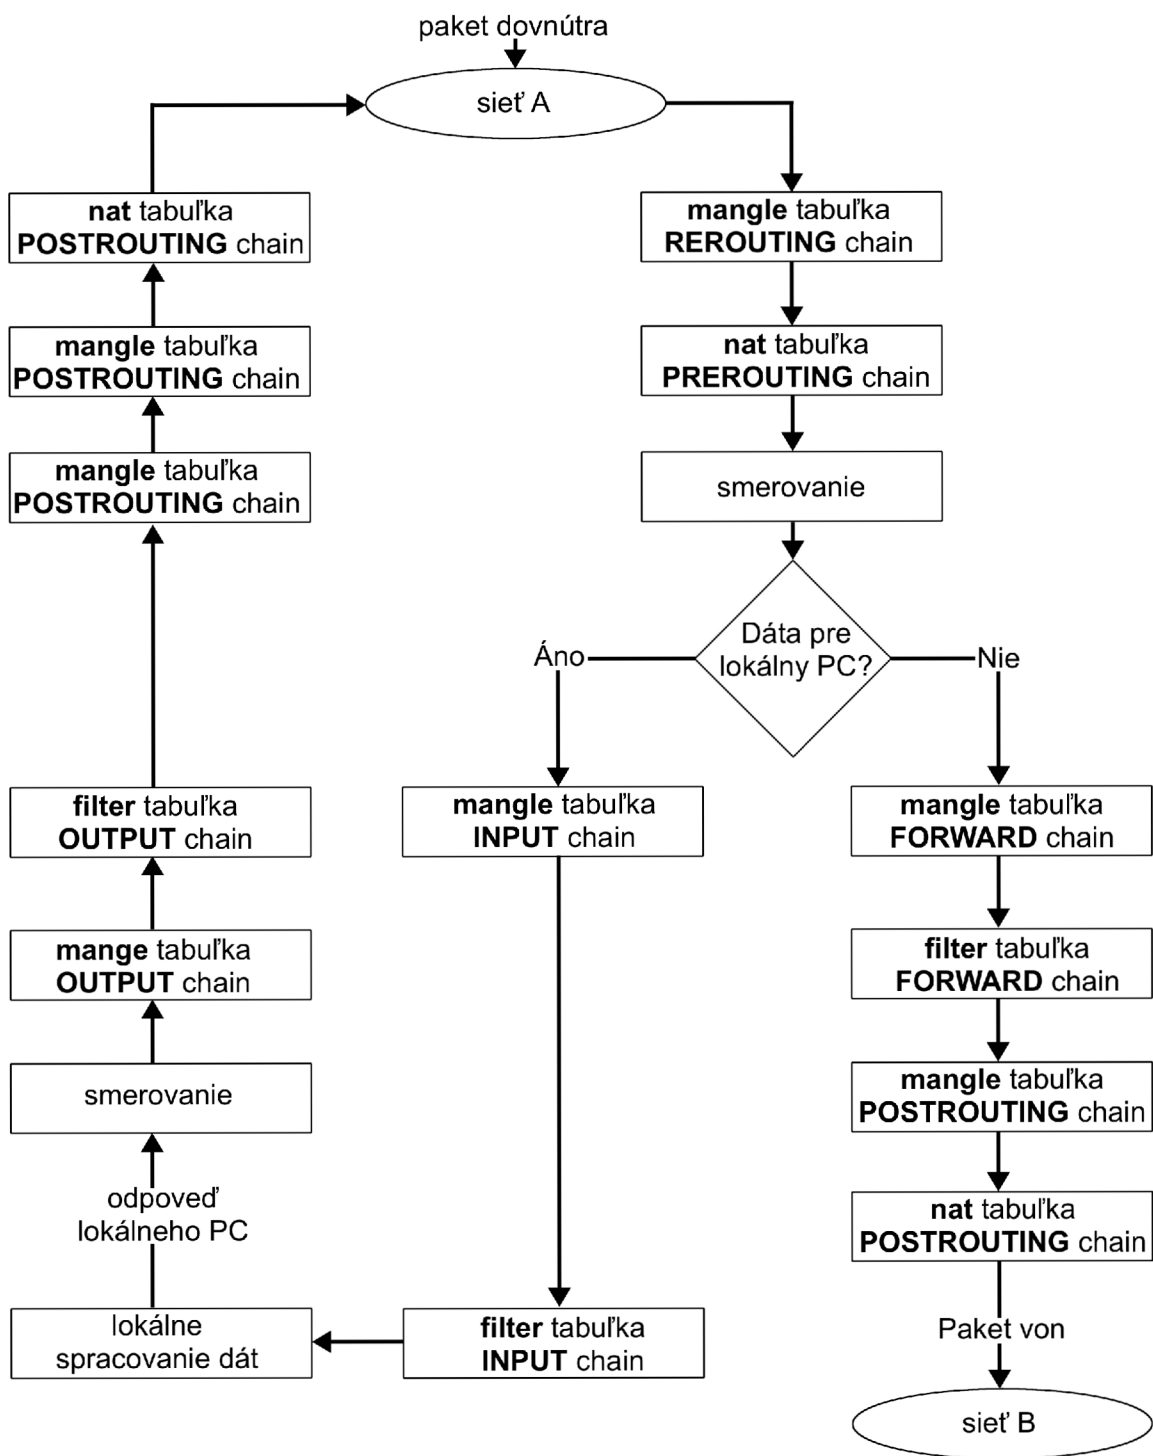 paket dovnútra
sieť A
nat tabuľka
POSTROUTING chain
mangle tabuľka
REROUTING chain
mangle tabuľka
POSTROUTING chain
nat tabuľka
PREROUTING chain
mangle tabuľka
POSTROUTING chain
smerovanie
Dáta pre
lokálny PC?
Áno
Nie
filter tabuľka
OUTPUT chain
mangle tabuľka
INPUT chain
mangle tabuľka
FORWARD chain
mange tabuľka
OUTPUT chain
filter tabuľka
FORWARD chain
smerovanie
mangle tabuľka
POSTROUTING chain
odpoveď
lokálneho PC
nat tabuľka
POSTROUTING chain
lokálne
spracovanie dát
filter tabuľka
INPUT chain
Paket von
sieť B